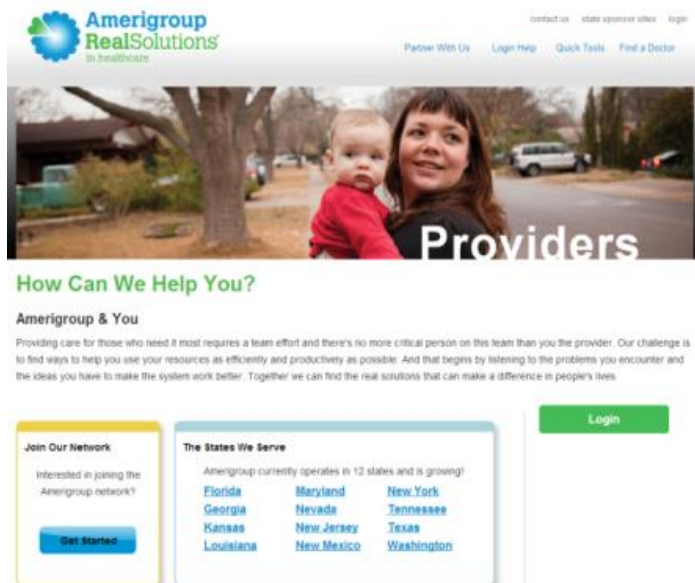 Amerigroup
RealSolutions
in healthcare
contact us state sponsor sites login
Partner With Us Login Help Quick Tools Find a Doctor
Providers
How Can We Help You?
Amerigroup & You
Providing care for those who need it most requires a team effort and there's no more critical person on this team than you the provider. Our challenge is
to find ways to help you use your resources as efficiently and productively as possible. And that begins by listening to the problems you encounter and
the ideas you have to make the system work better. Together we can find the real solutions that can make a difference in people's lives.
Login
Join Our Network
Interested in joining the
Amerigroup network?
Get Started
The States We Serve
Amerigroup currently operates in 12 states and is growing!
Florida Maryland New York
Georgia Nevada Tennessee
Kansas New Jersey Texas
Louisiana New Mexico Washington